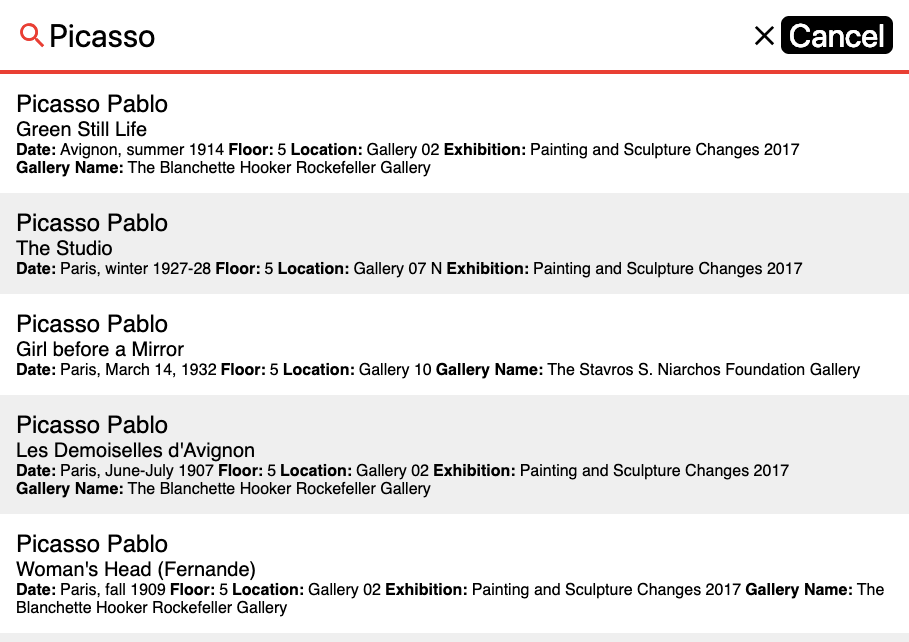 Picasso
Cancel
Picasso Pablo
Green Still Life
Date: Avignon, summer 1914 Floor: 5 Location: Gallery 02 Exhibition: Painting and Sculpture Changes 2017
Gallery Name: The Blanchette Hooker Rockefeller Gallery
Picasso Pablo
The Studio
Date: Paris, winter 1927-28 Floor: 5 Location: Gallery 07 N Exhibition: Painting and Sculpture Changes 2017
Picasso Pablo
Girl before a Mirror
Date: Paris, March 14, 1932 Floor: 5 Location: Gallery 10 Gallery Name: The Stavros S. Niarchos Foundation Gallery
Picasso Pablo
Les Demoiselles d'Avignon
Date: Paris, June-July 1907 Floor: 5 Location: Gallery 02 Exhibition: Painting and Sculpture Changes 2017
Gallery Name: The Blanchette Hooker Rockefeller Gallery
Picasso Pablo
Woman's Head (Fernande)
Date: Paris, fall 1909 Floor: 5 Location: Gallery 02 Exhibition: Painting and Sculpture Changes 2017 Gallery Name: The
Blanchette Hooker Rockefeller Gallery